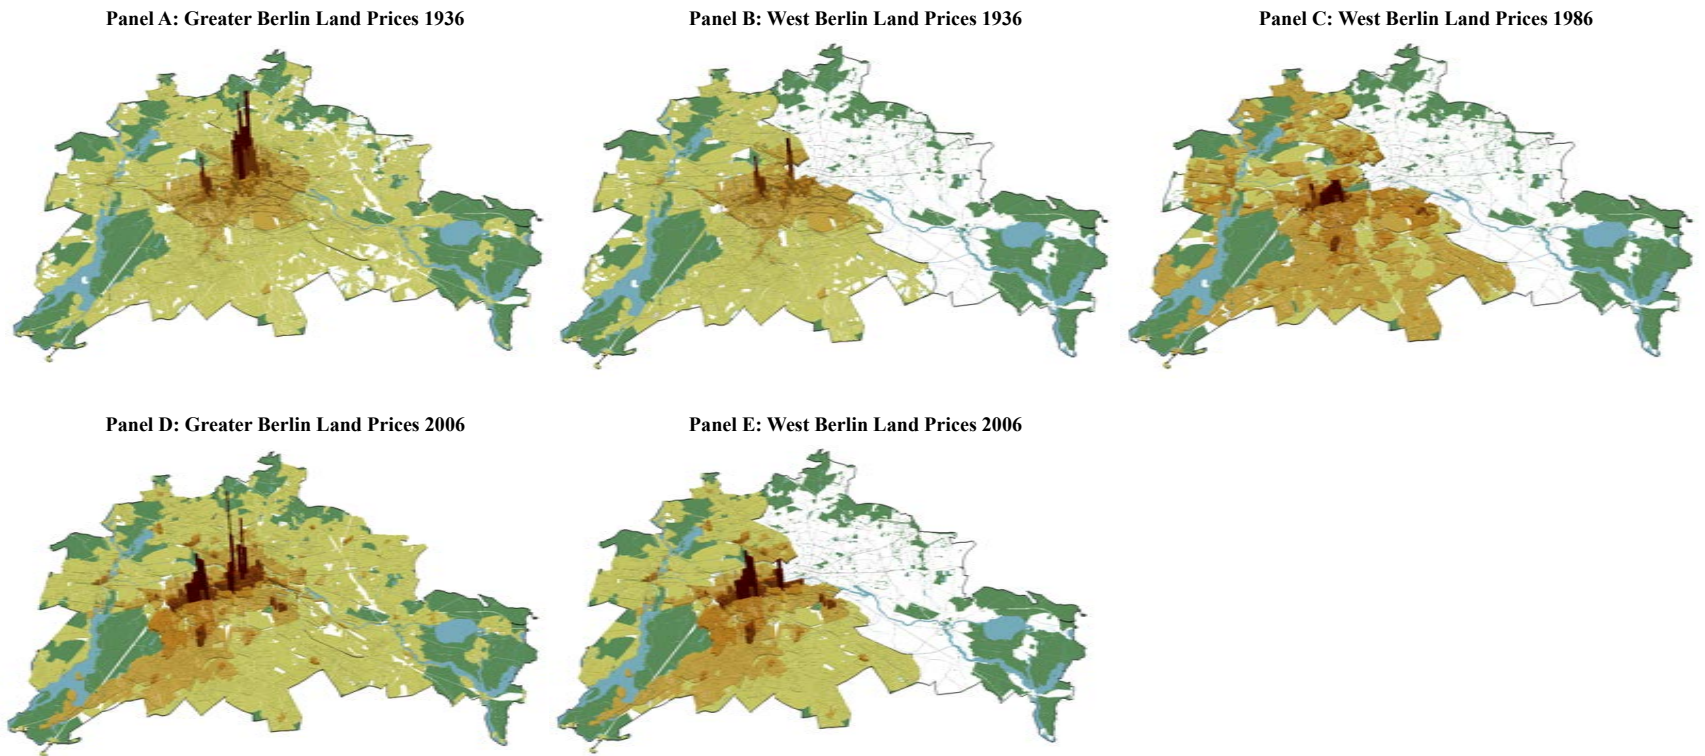 Panel A: Greater Berlin Land Prices 1936
Panel B: West Berlin Land Prices 1936
Panel C: West Berlin Land Prices 1986
Panel D: Greater Berlin Land Prices 2006
Panel E: West Berlin Land Prices 2006